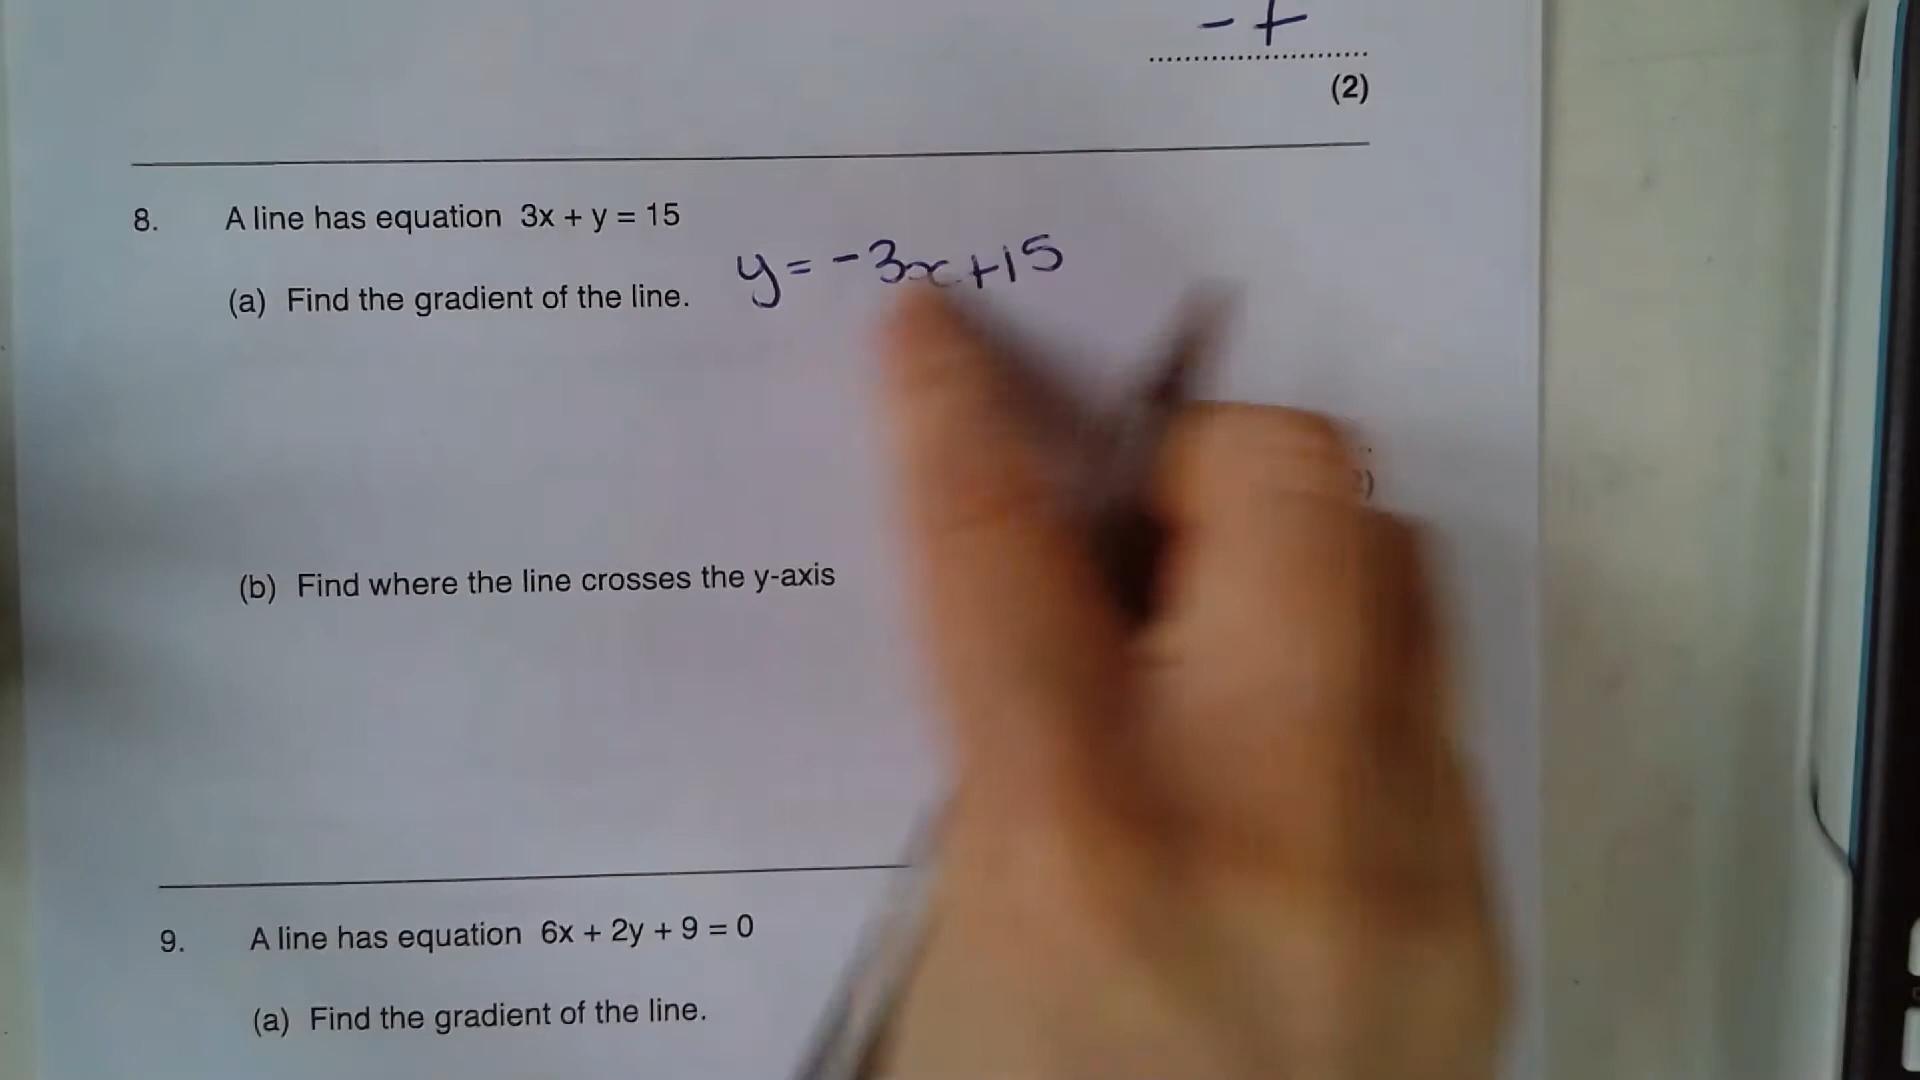 (2)
8. A line has equation 3x + y = 15
y = -3x + 15
(a) Find the gradient of the line.
(b) Find where the line crosses the y-axis
9. A line has equation 6x + 2y + 9 = 0
(a) Find the gradient of the line.